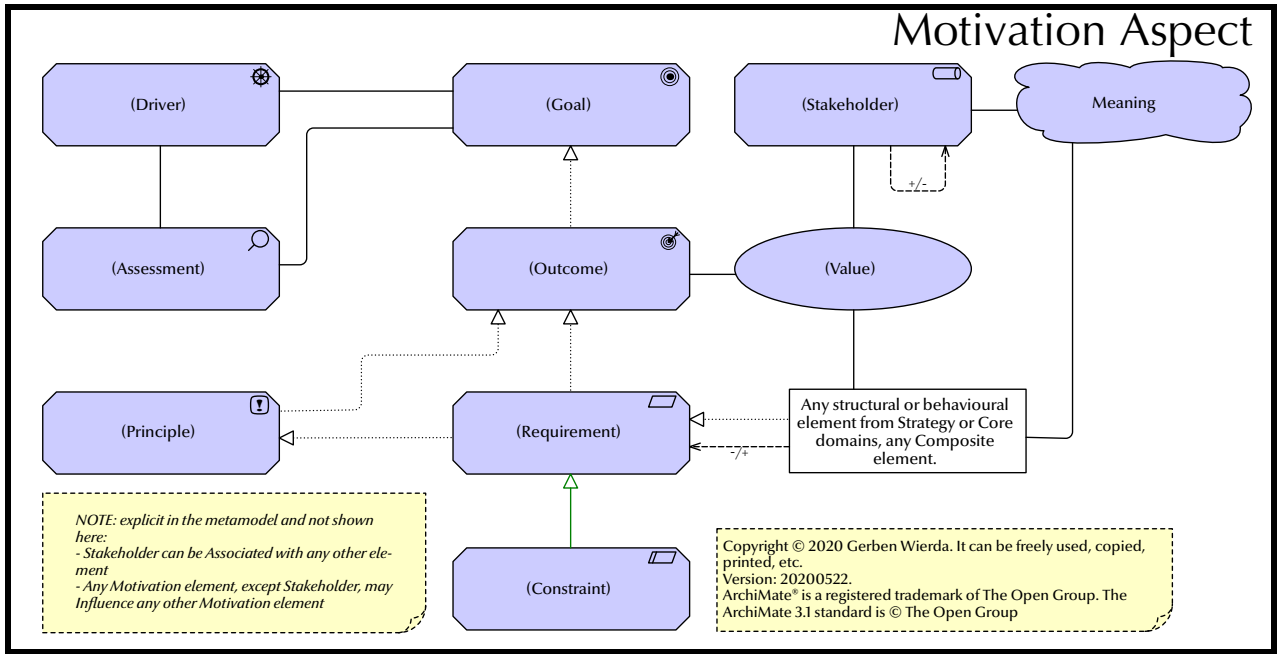 Motivation Aspect
(Driver)
(Goal)
(Stakeholder)
Meaning
+/-
(Assessment)
(Outcome)
(Value)
(Principle)
(Requirement)
Any structural or behavioural
element from Strategy or Core
domains, any Composite
element.
-/+
NOTE: explicit in the metamodel and not shown
here:
- Stakeholder can be Associated with any other ele-
ment
- Any Motivation element, except Stakeholder, may
Influence any other Motivation element
(Constraint)
Copyright © 2020 Gerben Wierda. It can be freely used, copied,
printed, etc.
Version: 20200522.
ArchiMate® is a registered trademark of The Open Group. The
ArchiMate 3.1 standard is © The Open Group